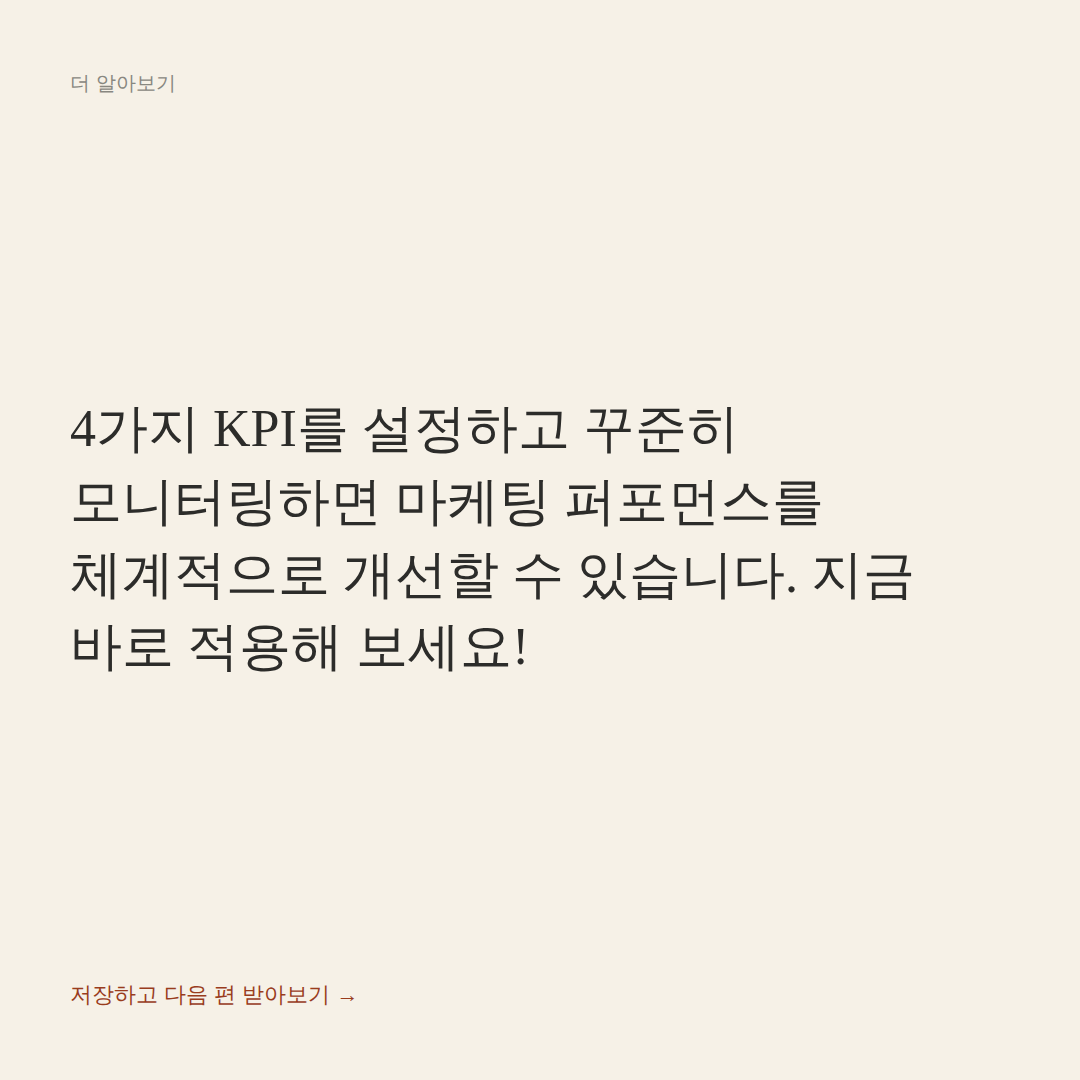 더 알아보기
4가지 KPI를 설정하고 꾸준히
모니터링하면 마케팅 퍼포먼스를
체계적으로 개선할 수 있습니다. 지금
바로 적용해 보세요!
저장하고 다음 편 받아보기 →